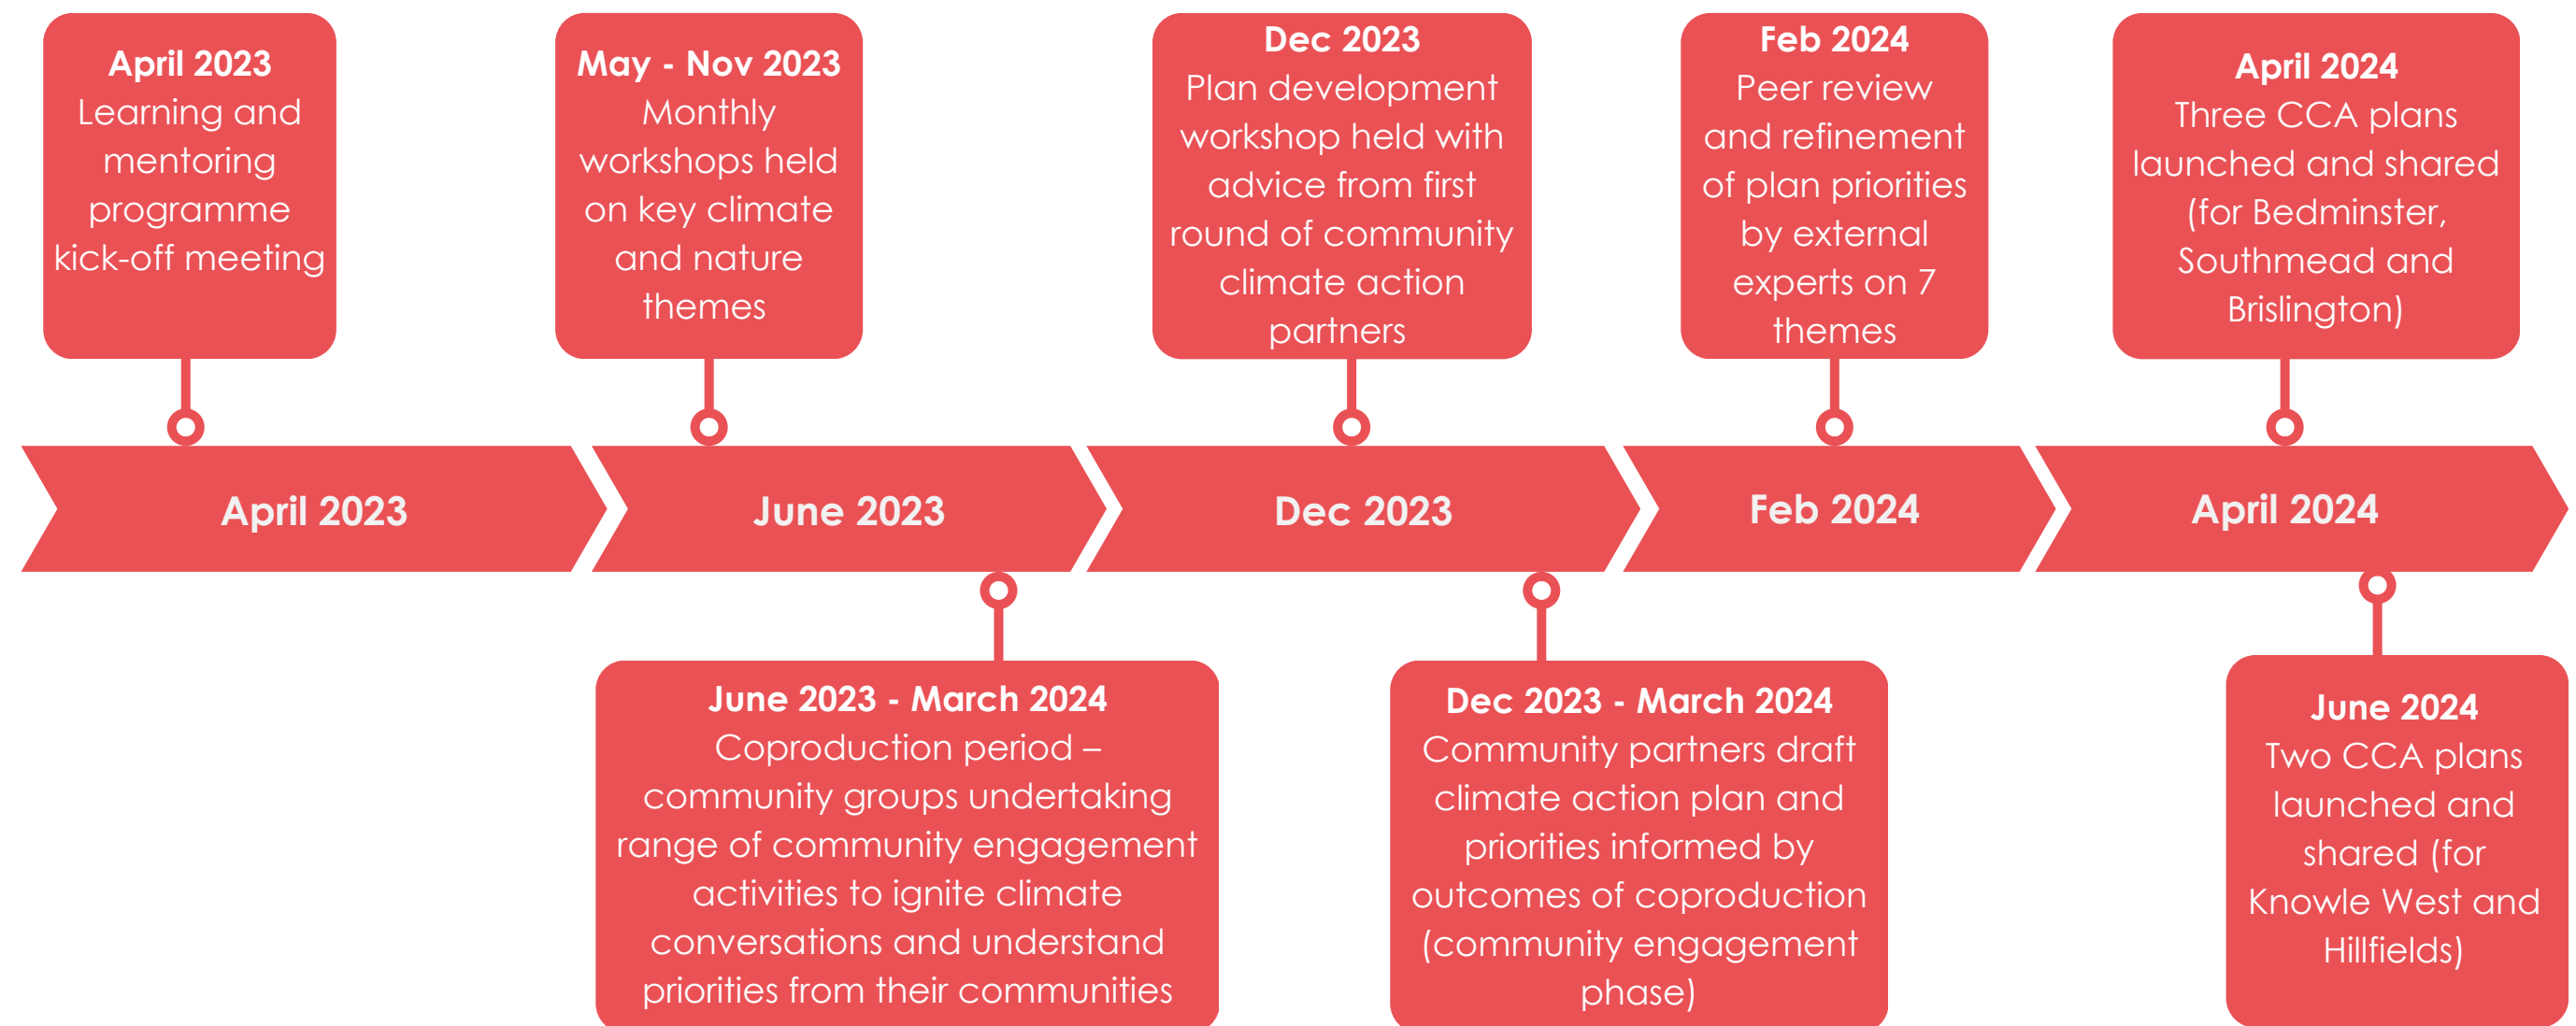 April 2023
Learning and
mentoring
programme
kick-off meeting
May - Nov 2023
Monthly
workshops held
on key climate
and nature
themes
Dec 2023
Plan development
workshop held with
advice from first
round of community
climate action
partners
Feb 2024
Peer review
and refinement
of plan priorities
by external
experts on 7
themes
April 2024
Three CCA plans
launched and shared
(for Bedminster,
Southmead and
Brislington)
April 2023
June 2023
Dec 2023
Feb 2024
April 2024
June 2023 - March 2024
Coproduction period –
community groups undertaking
range of community engagement
activities to ignite climate
conversations and understand
priorities from their communities
Dec 2023 - March 2024
Community partners draft
climate action plan and
priorities informed by
outcomes of coproduction
(community engagement
phase)
June 2024
Two CCA plans
launched and
shared (for
Knowle West and
Hillfields)